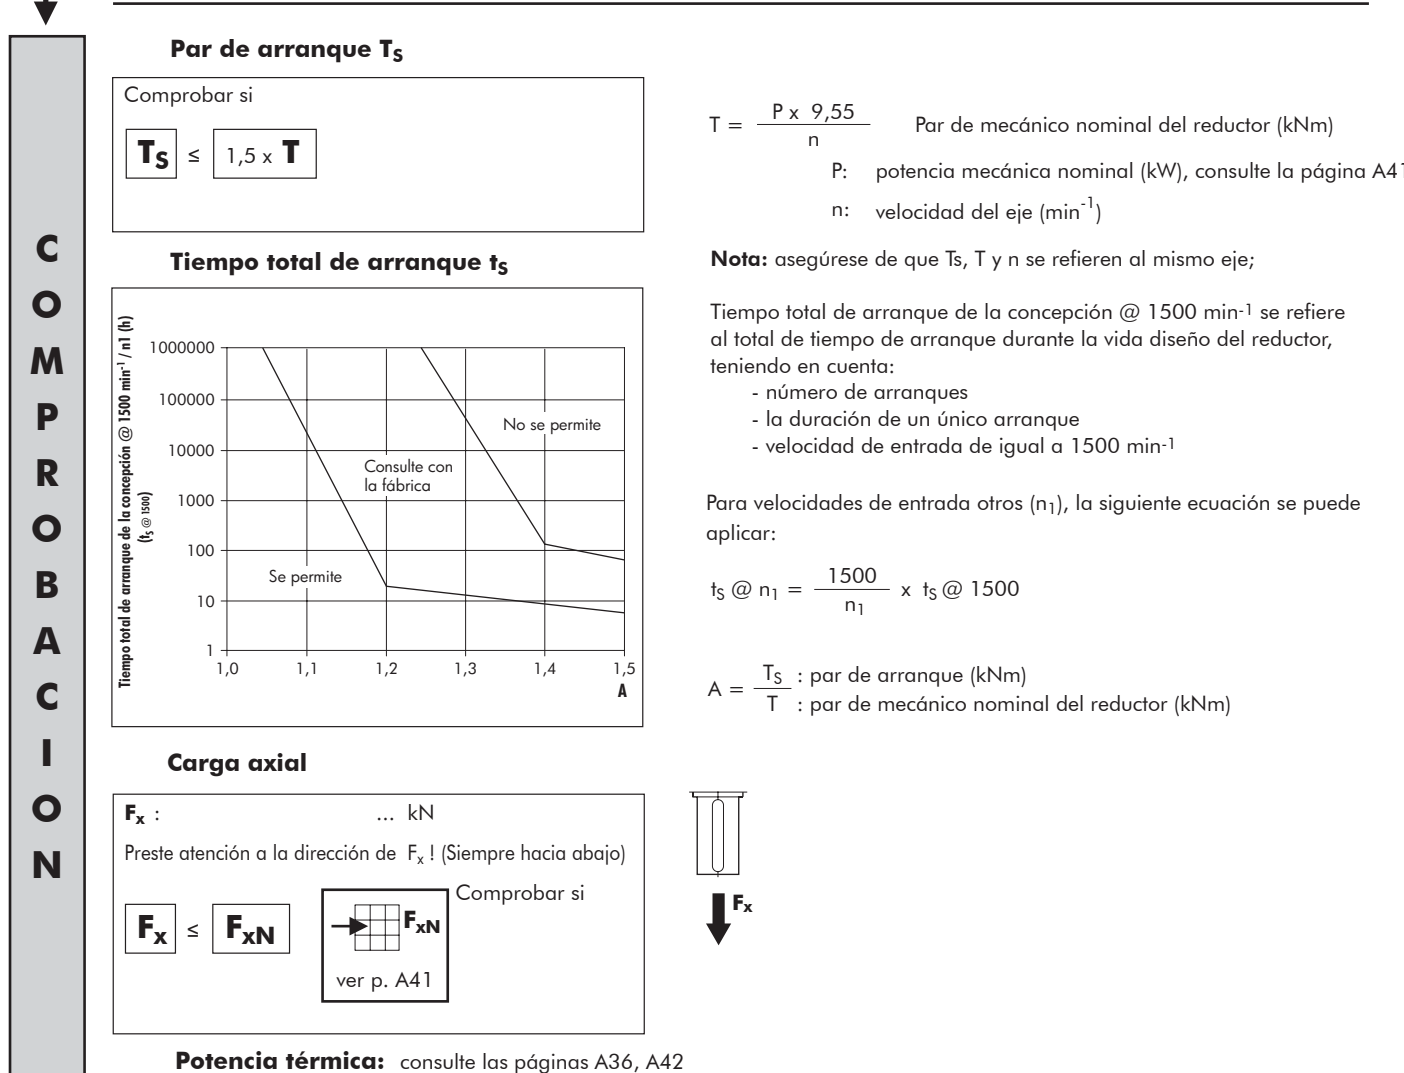 Par de arranque TS
Comprobar si
TS ≤ 1,5 x T
T = P x 9,55 / n Par de mecánico nominal del reductor (kNm)
P: potencia mecánica nominal (kW), consulte la página A41
n: velocidad del eje (min-1)
Nota: asegúrese de que Ts, T y n se refieren al mismo eje;
Tiempo total de arranque tS
Tiempo total de arranque de la concepción @ 1500 min-1 / n1 (h)
(tS @ 1500)
1000000
100000
10000
1000
100
10
1
1,0 1,1 1,2 1,3 1,4 1,5
A
No se permite
Consulte con
la fábrica
Se permite
Tiempo total de arranque de la concepción @ 1500 min-1 se refiere
al total de tiempo de arranque durante la vida diseño del reductor,
teniendo en cuenta:
- número de arranques
- la duración de un único arranque
- velocidad de entrada de igual a 1500 min-1
Para velocidades de entrada otros (n1), la siguiente ecuación se puede
aplicar:
tS @ n1 = 1500 / n1 x tS @ 1500
A = TS : par de arranque (kNm)
T : par de mecánico nominal del reductor (kNm)
Carga axial
Fx : ... kN
Preste atención a la dirección de Fx ! (Siempre hacia abajo)
Comprobar si
Fx ≤ FxN
FxN
ver p. A41
Fx
Potencia térmica: consulte las páginas A36, A42
COMPROBACION